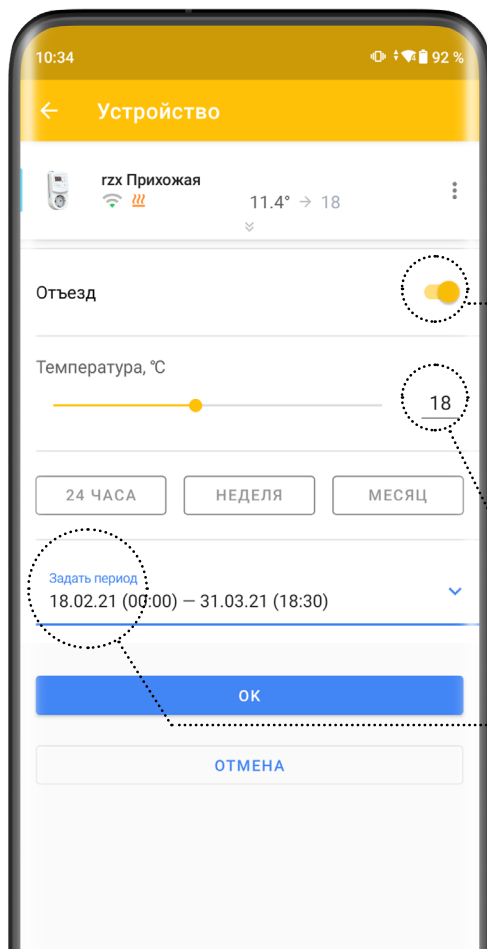 10:34
92 %
Устройство
rzx Прихожая
11.4° → 18
Отъезд
Температура, °C
18
24 ЧАСА
НЕДЕЛЯ
МЕСЯЦ
Задать период
18.02.21 (00:00) — 31.03.21 (18:30)
ОК
ОТМЕНА